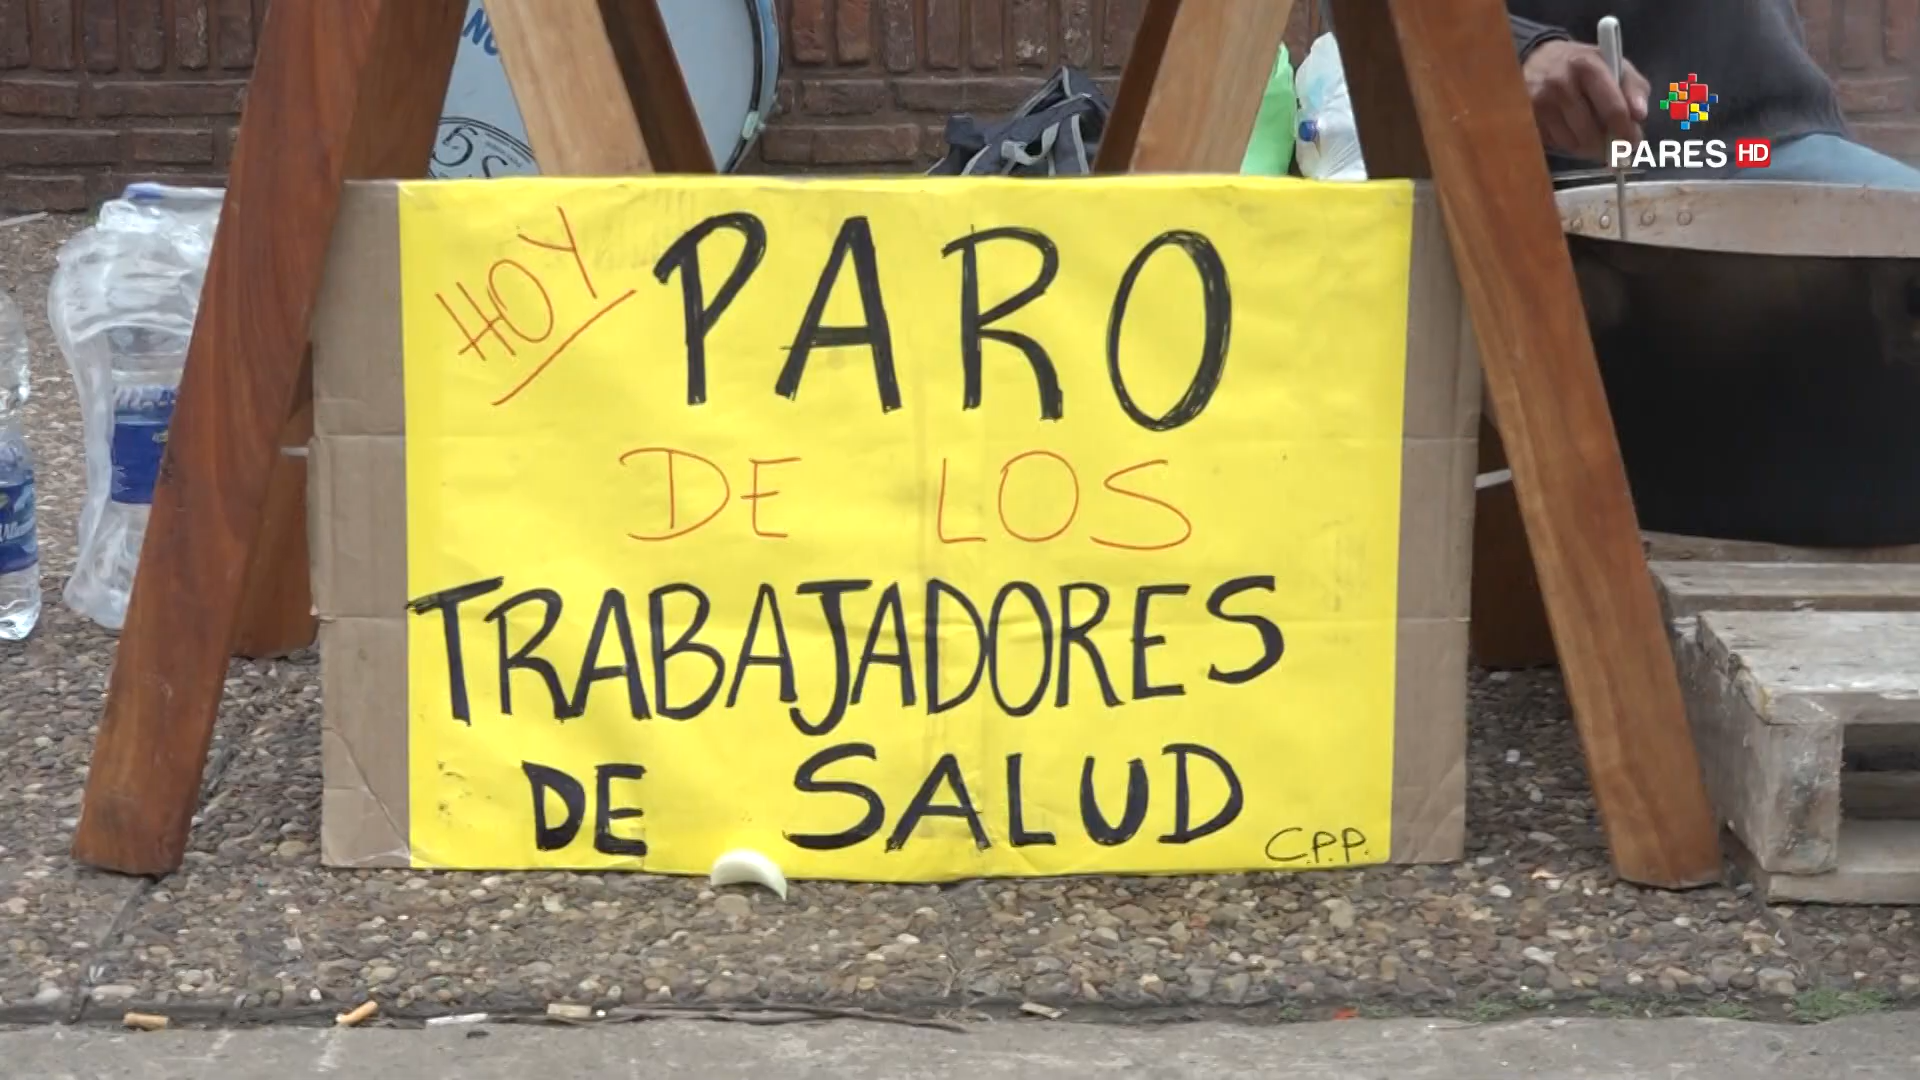 PARES HD
HOY
PARO
DE LOS
TRABAJADORES
DE SALUD
C.P.P.